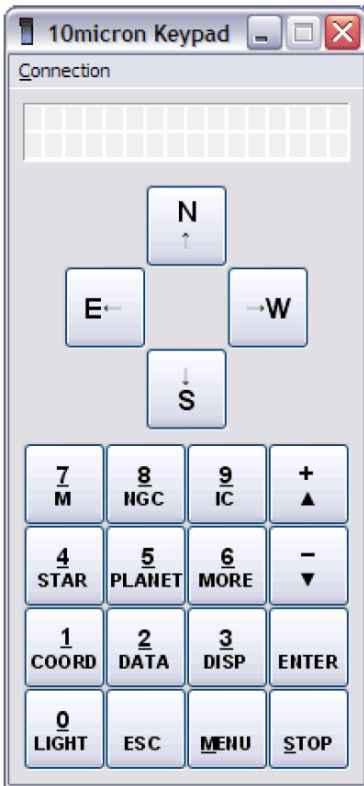 10micron Keypad
Connection
N
↑
E← →W
↓
S
7 8 9 +
M NGC IC ▲
4 5 6 −
STAR PLANET MORE ▼
1 2 3
COORD DATA DISP ENTER
0
LIGHT ESC MENU STOP